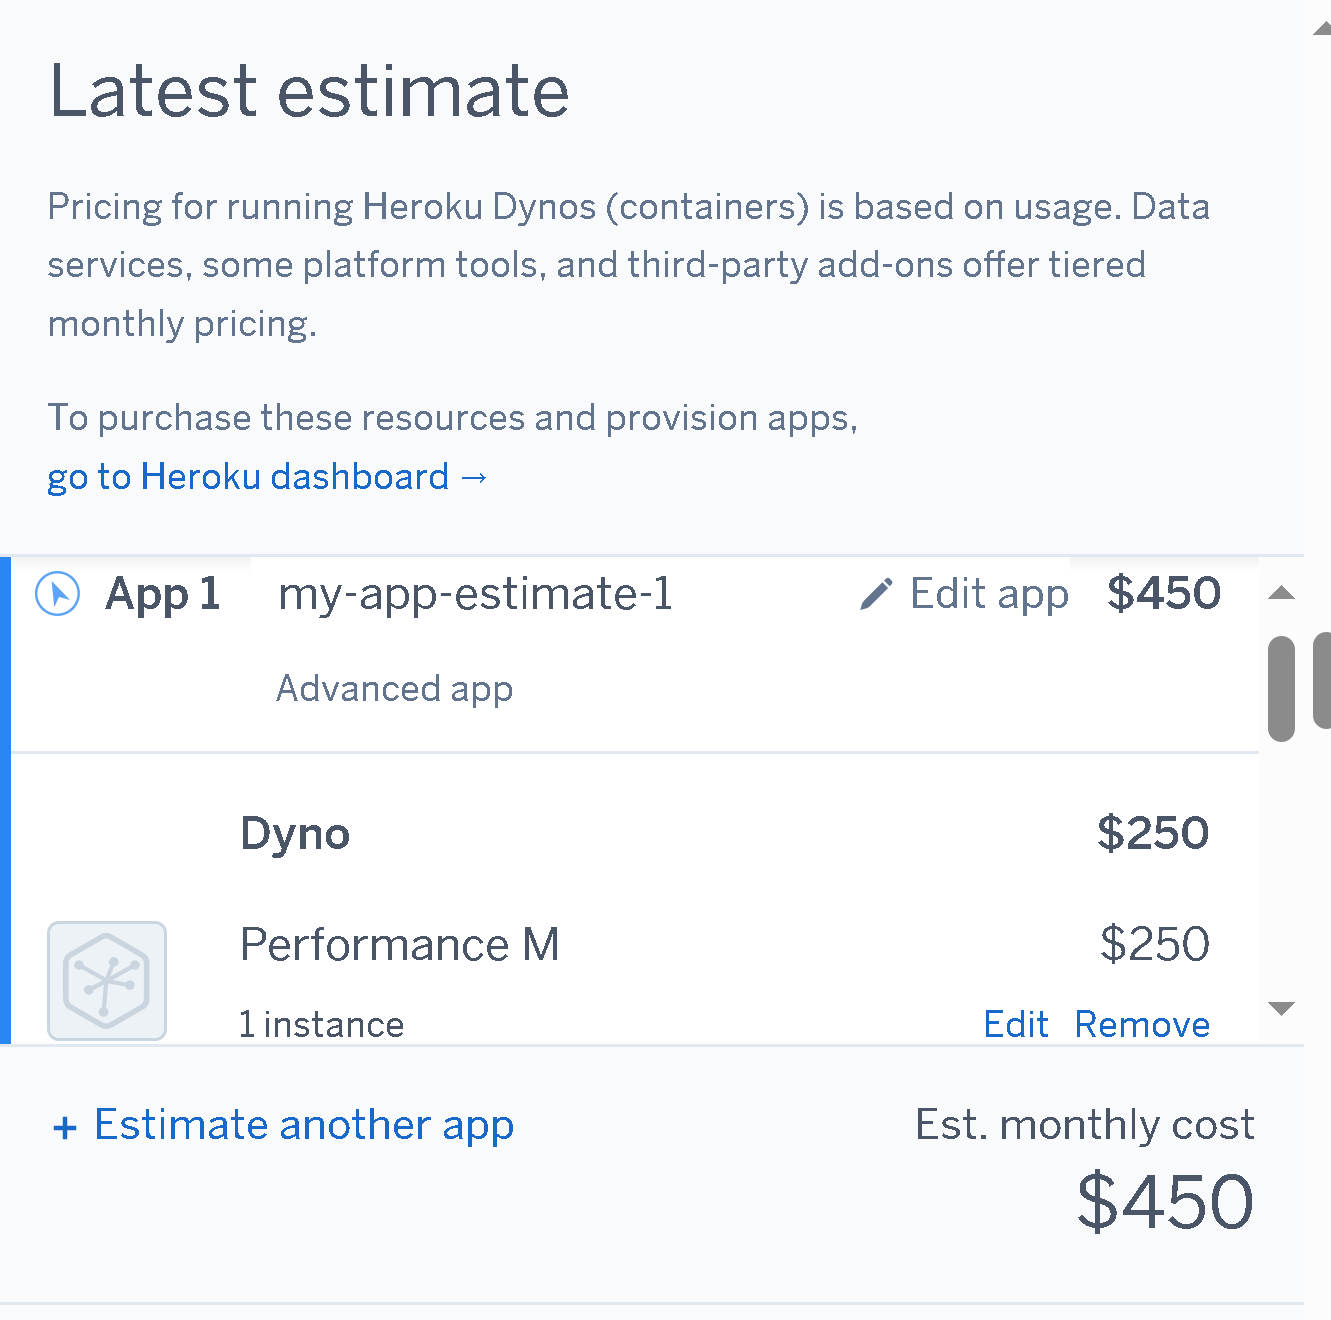 Latest estimate
Pricing for running Heroku Dynos (containers) is based on usage. Data
services, some platform tools, and third-party add-ons offer tiered
monthly pricing.
To purchase these resources and provision apps,
go to Heroku dashboard →
App 1 my-app-estimate-1 Edit app $450
Advanced app
Dyno $250
Performance M $250
1 instance Edit Remove
+ Estimate another app Est. monthly cost
$450